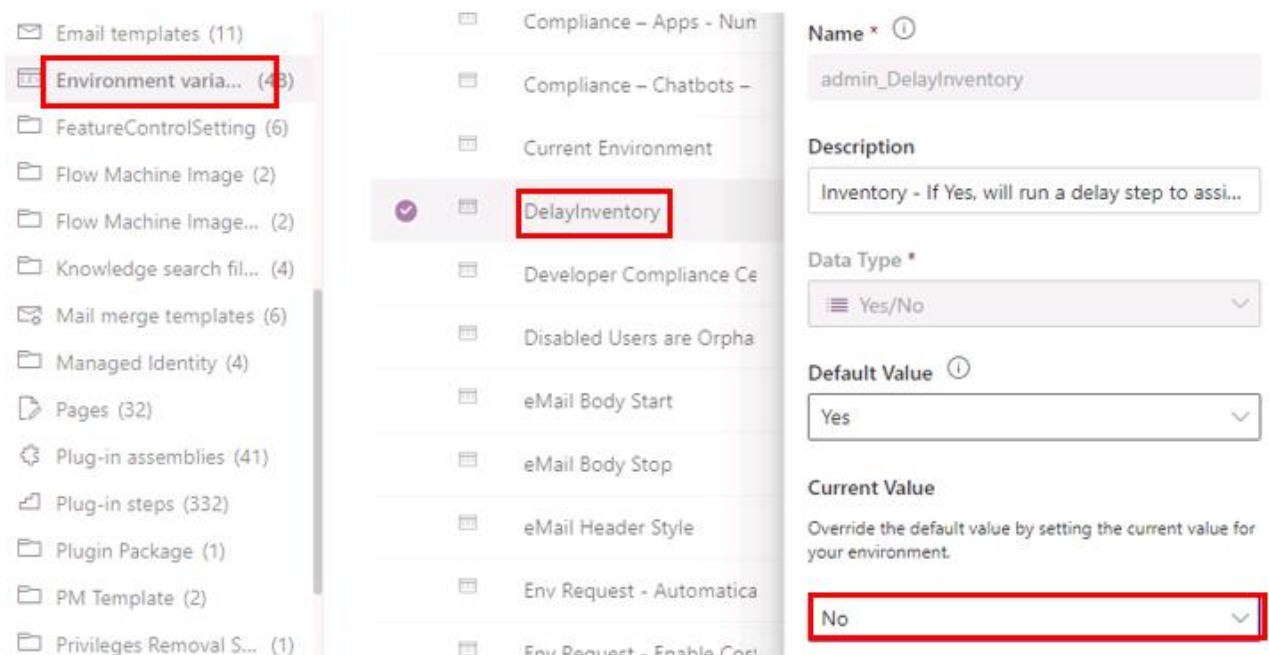 Email templates (11)
Environment varia... (43)
FeatureControlSetting (6)
Flow Machine Image (2)
Flow Machine Image... (2)
Knowledge search fil... (4)
Mail merge templates (6)
Managed Identity (4)
Pages (32)
Plug-in assemblies (41)
Plug-in steps (332)
Plugin Package (1)
PM Template (2)
Privileges Removal S... (1)
Compliance – Apps - Num
Compliance – Chatbots –
Current Environment
DelayInventory
Developer Compliance Ce
Disabled Users are Orpha
eMail Body Start
eMail Body Stop
eMail Header Style
Env Request - Automatica
Env Request - Enable Cost
Name *
admin_DelayInventory
Description
Inventory - If Yes, will run a delay step to assi...
Data Type *
Yes/No
Default Value
Yes
Current Value
Override the default value by setting the current value for
your environment.
No